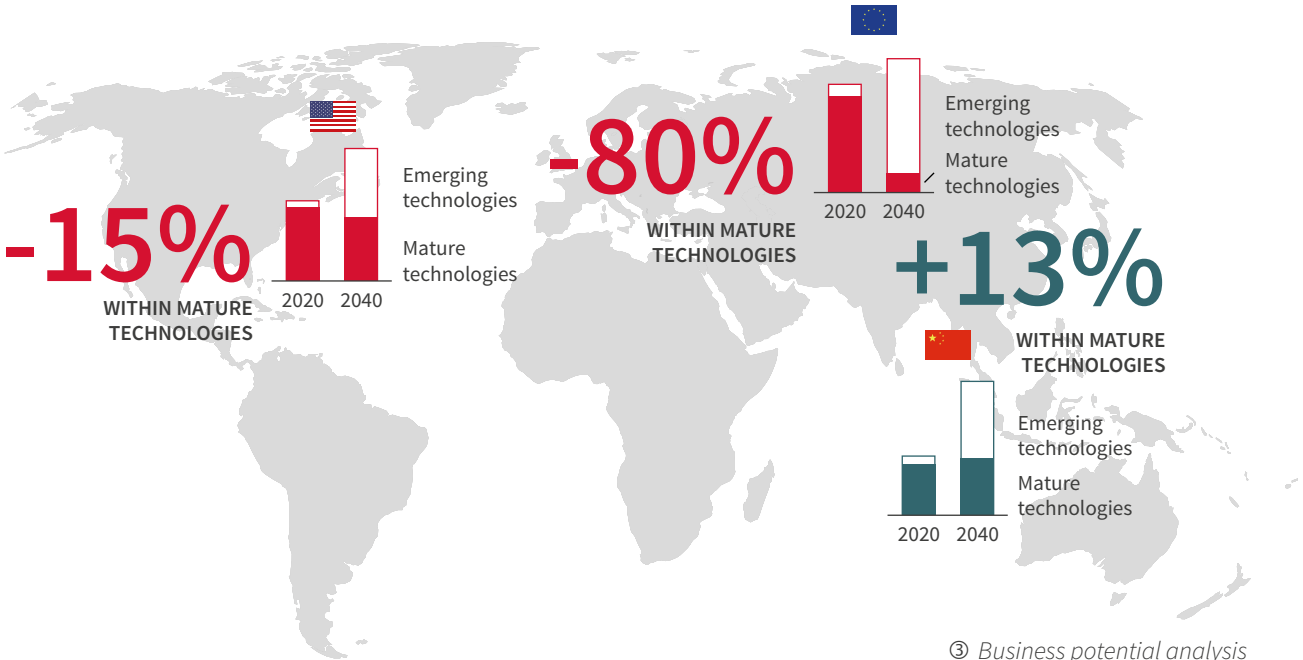 -15%
WITHIN MATURE
TECHNOLOGIES
Emerging
technologies
Mature
technologies
2020 2040
-80%
WITHIN MATURE
TECHNOLOGIES
Emerging
technologies
Mature
technologies
2020 2040
+13%
WITHIN MATURE
TECHNOLOGIES
Emerging
technologies
Mature
technologies
2020 2040
③ Business potential analysis